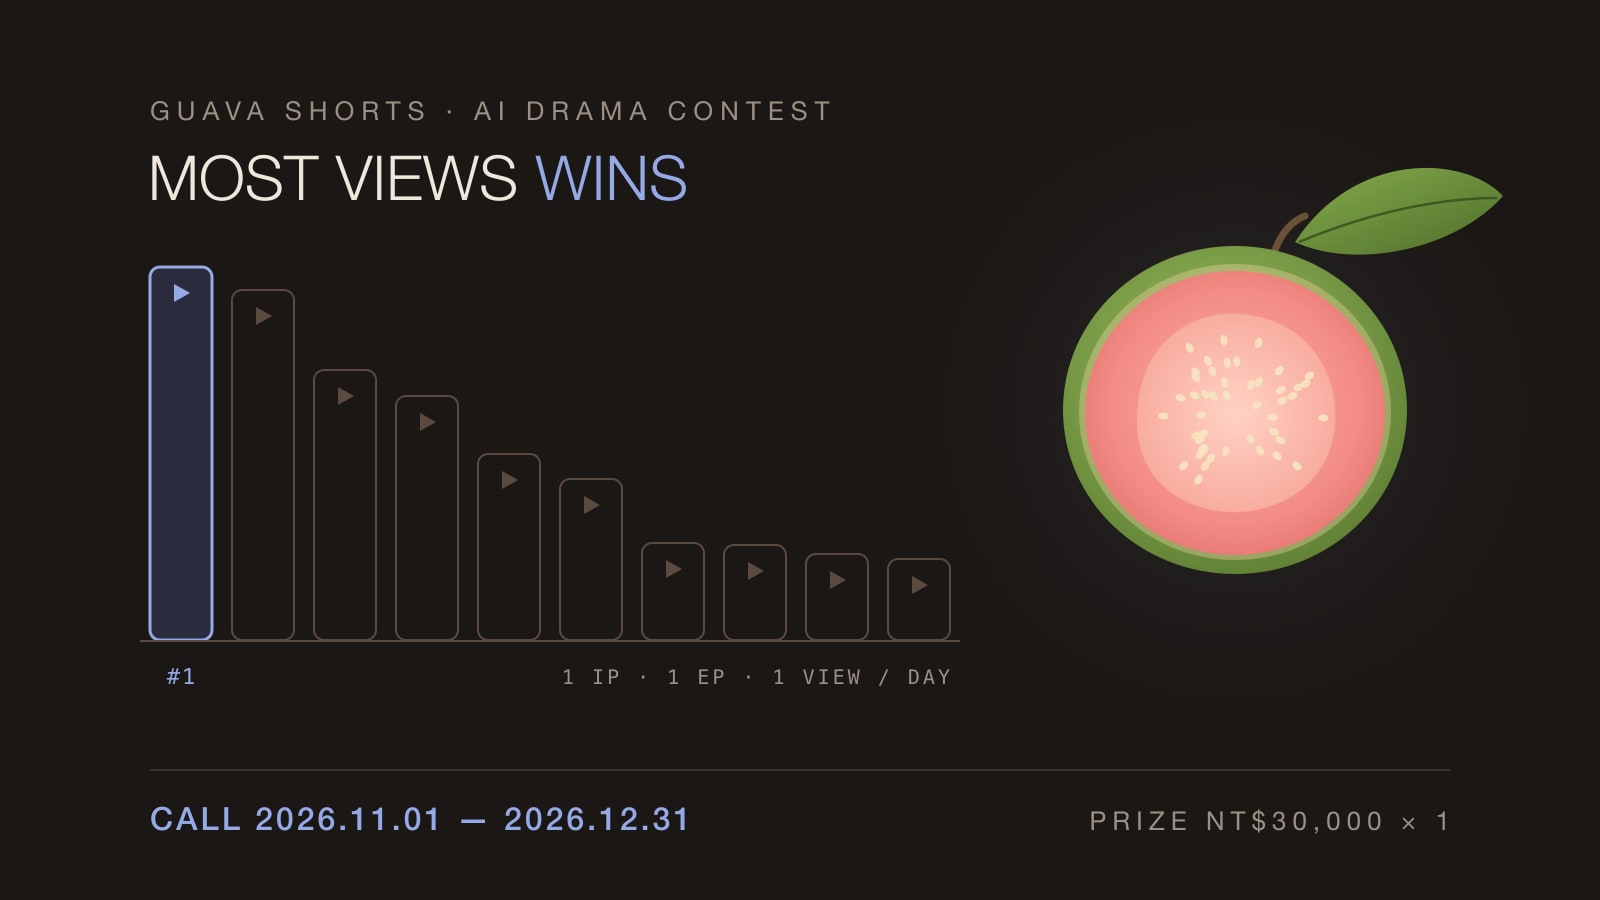 GUAVA SHORTS · AI DRAMA CONTEST
MOST VIEWS WINS
#1
1 IP · 1 EP · 1 VIEW / DAY
CALL 2026.11.01 — 2026.12.31
PRIZE NT$30,000 × 1